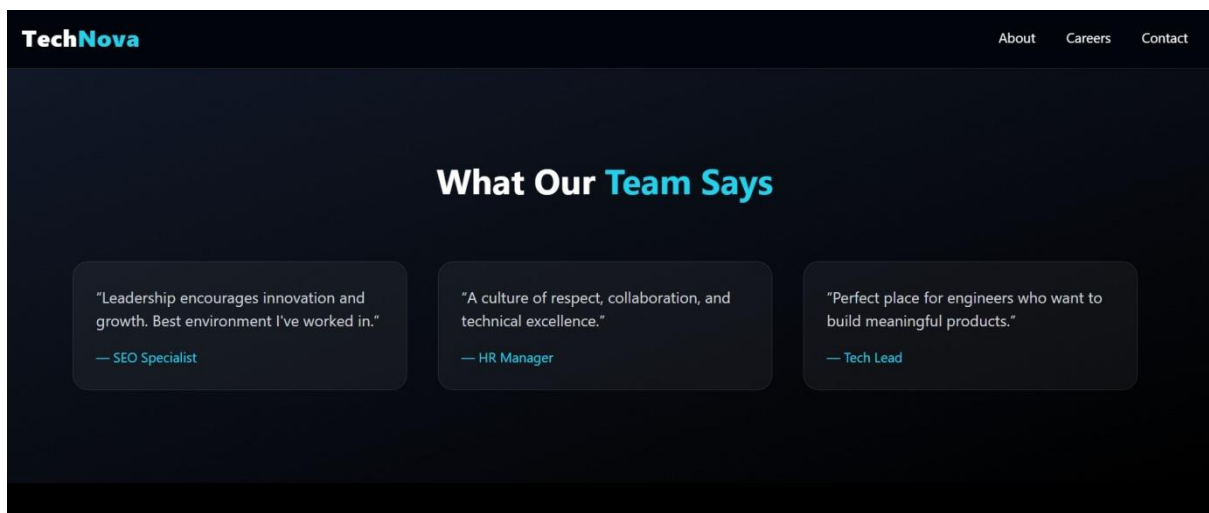 TechNova
About Careers Contact
What Our Team Says
“Leadership encourages innovation and
growth. Best environment I've worked in.”
— SEO Specialist
“A culture of respect, collaboration, and
technical excellence.”
— HR Manager
“Perfect place for engineers who want to
build meaningful products.”
— Tech Lead